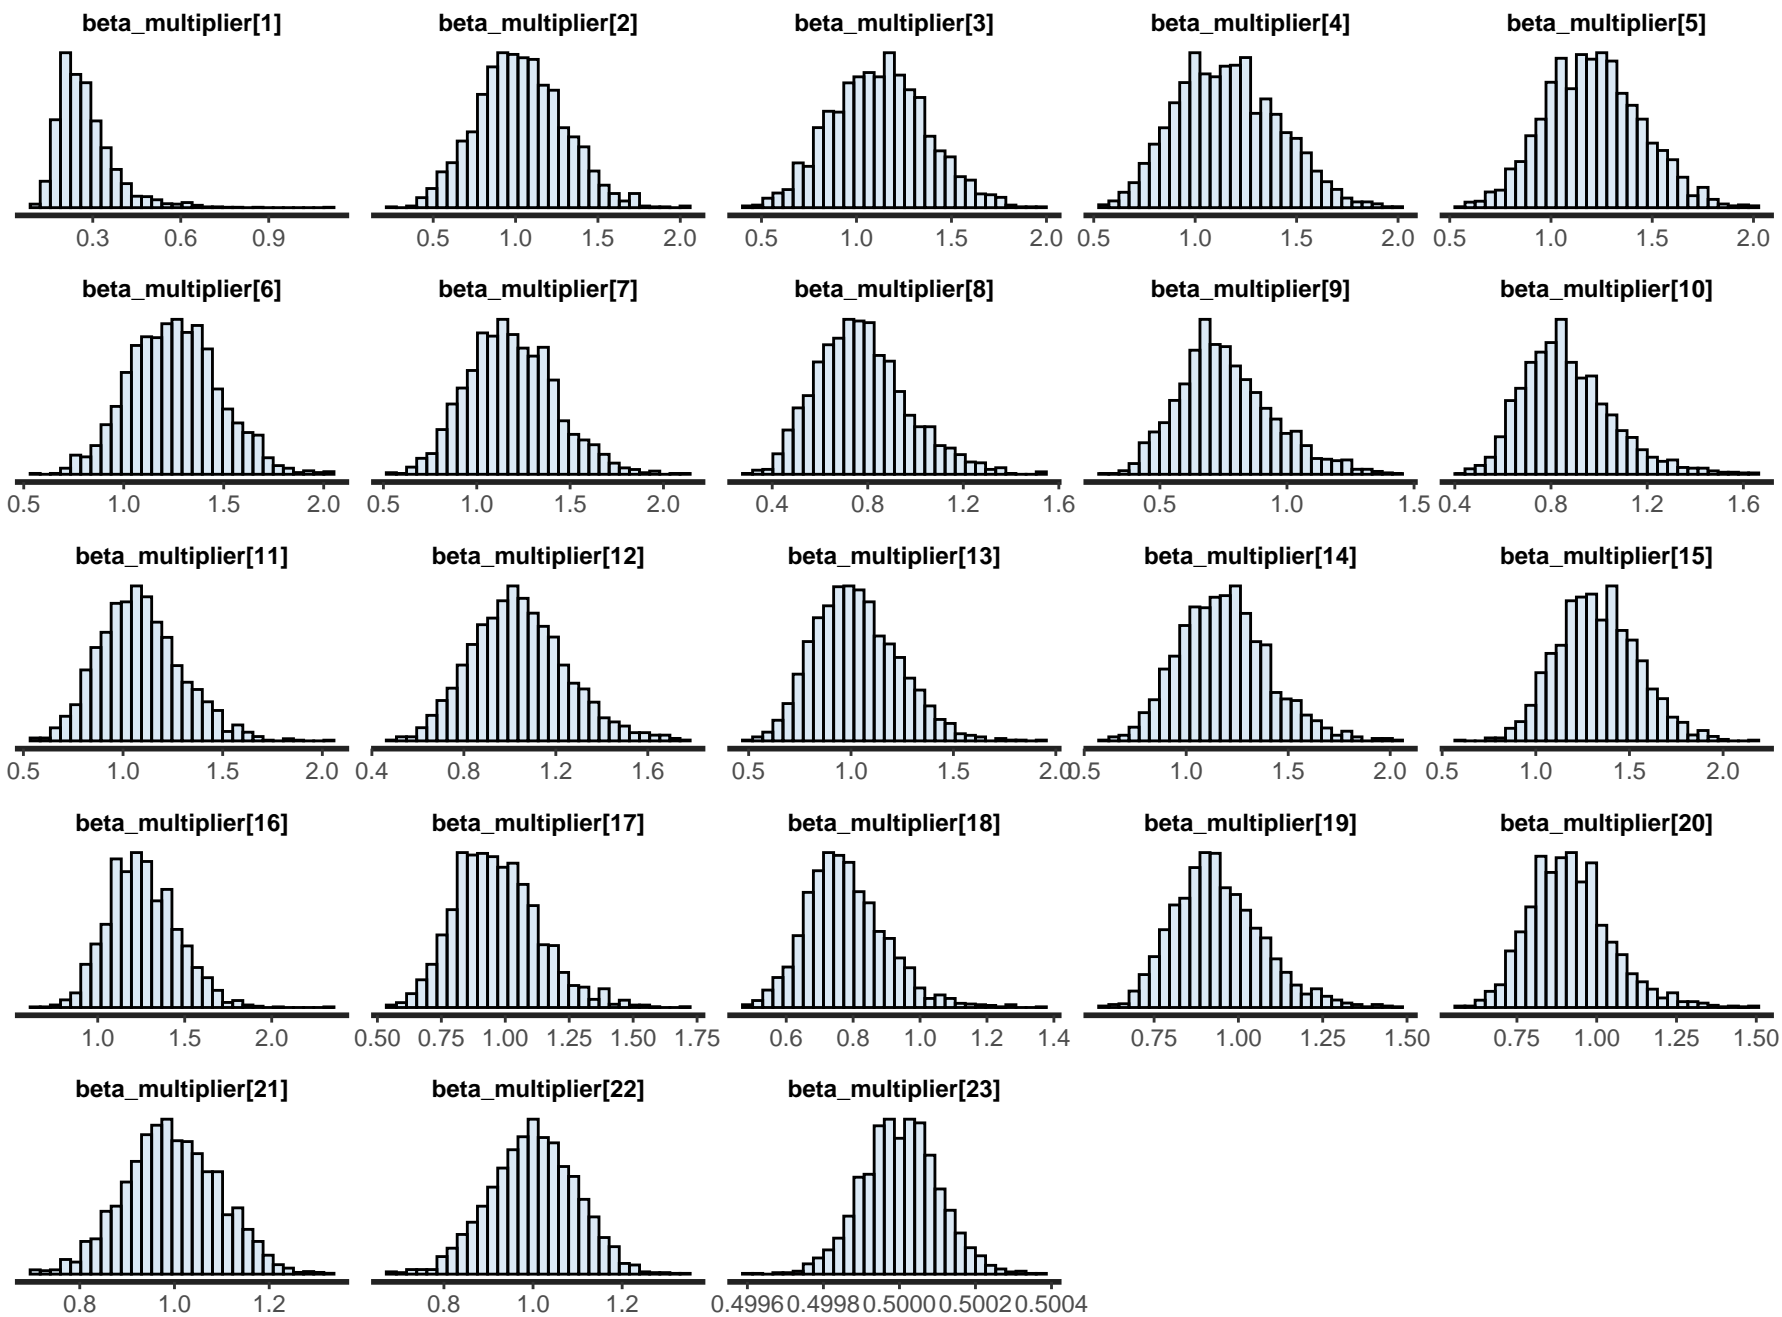 beta_multiplier[1] beta_multiplier[2] beta_multiplier[3] beta_multiplier[4] beta_multiplier[5]
0.3 0.6 0.9 0.5 1.0 1.5 2.0 0.5 1.0 1.5 2.0 0.5 1.0 1.5 2.0 0.5 1.0 1.5 2.0
beta_multiplier[6] beta_multiplier[7] beta_multiplier[8] beta_multiplier[9] beta_multiplier[10]
0.5 1.0 1.5 2.0 0.5 1.0 1.5 2.0 0.4 0.8 1.2 1.6 0.5 1.0 1.5 0.4 0.8 1.2 1.6
beta_multiplier[11] beta_multiplier[12] beta_multiplier[13] beta_multiplier[14] beta_multiplier[15]
0.5 1.0 1.5 2.0 0.4 0.8 1.2 1.6 0.5 1.0 1.5 2.0 0.5 1.0 1.5 2.0 0.5 1.0 1.5 2.0
beta_multiplier[16] beta_multiplier[17] beta_multiplier[18] beta_multiplier[19] beta_multiplier[20]
1.0 1.5 2.0 0.50 0.75 1.00 1.25 1.75 0.6 0.8 1.0 1.2 1.4 0.75 1.00 1.25 1.50 0.75 1.00 1.25 1.50
beta_multiplier[21] beta_multiplier[22] beta_multiplier[23]
0.8 1.0 1.2 0.8 1.0 1.2 0.4996 0.4998 0.5000 0.5002 0.5004